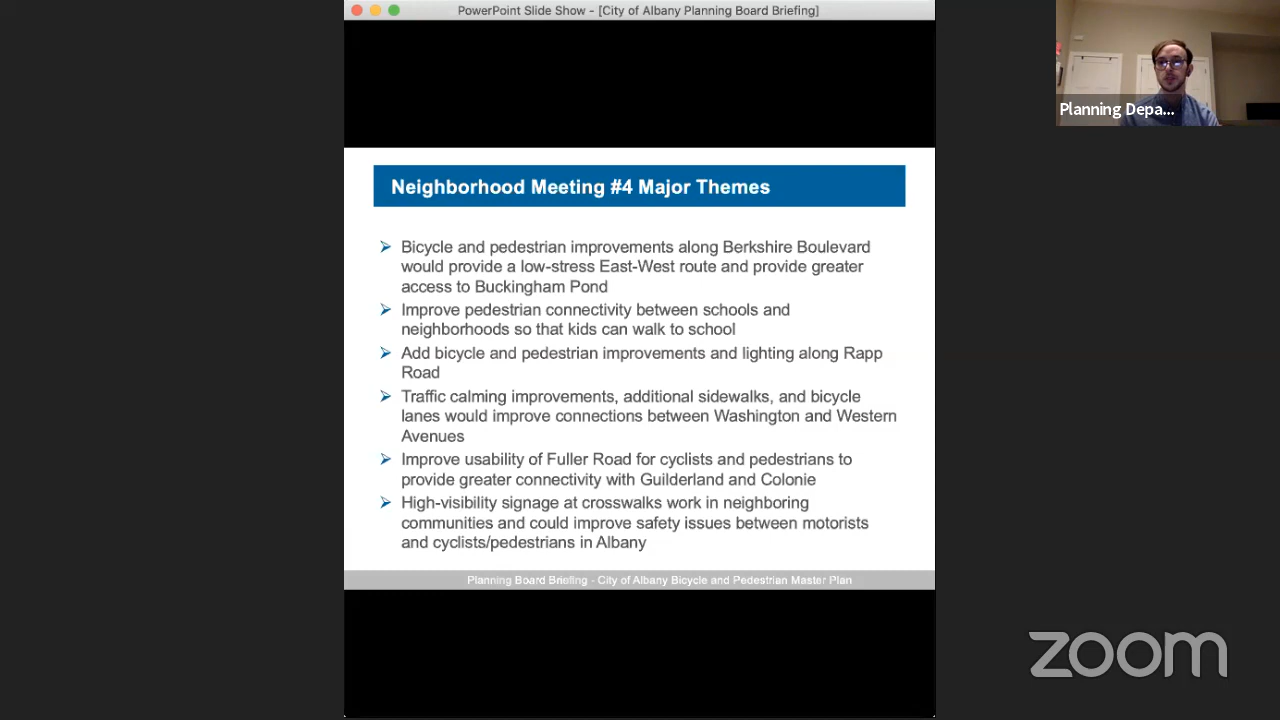 PowerPoint Slide Show - [City of Albany Planning Board Briefing]
Planning Depa...
Neighborhood Meeting #4 Major Themes
Bicycle and pedestrian improvements along Berkshire Boulevard
would provide a low-stress East-West route and provide greater
access to Buckingham Pond
Improve pedestrian connectivity between schools and
neighborhoods so that kids can walk to school
Add bicycle and pedestrian improvements and lighting along Rapp
Road
Traffic calming improvements, additional sidewalks, and bicycle
lanes would improve connections between Washington and Western
Avenues
Improve usability of Fuller Road for cyclists and pedestrians to
provide greater connectivity with Guilderland and Colonie
High-visibility signage at crosswalks work in neighboring
communities and could improve safety issues between motorists
and cyclists/pedestrians in Albany
Planning Board Briefing - City of Albany Bicycle and Pedestrian Master Plan
zoom